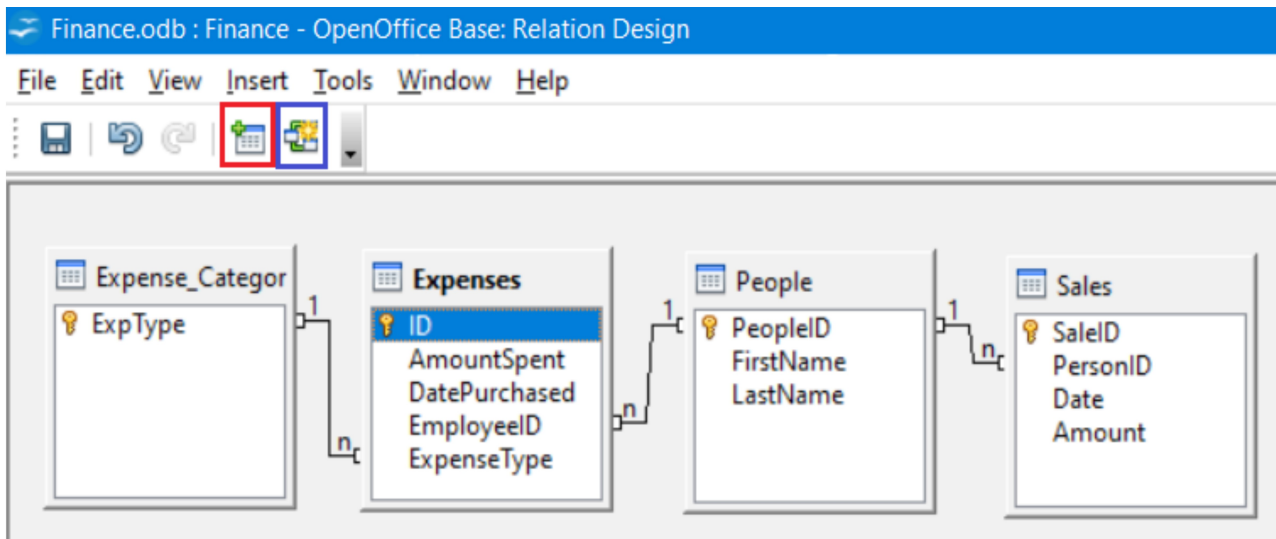 Finance.odb : Finance - OpenOffice Base: Relation Design
File Edit View Insert Tools Window Help
Expense_Categor
ExpType
1
n
Expenses
ID
AmountSpent
DatePurchased
EmployeeID
ExpenseType
1
n
People
PeopleID
FirstName
LastName
1
n
Sales
SaleID
PersonID
Date
Amount